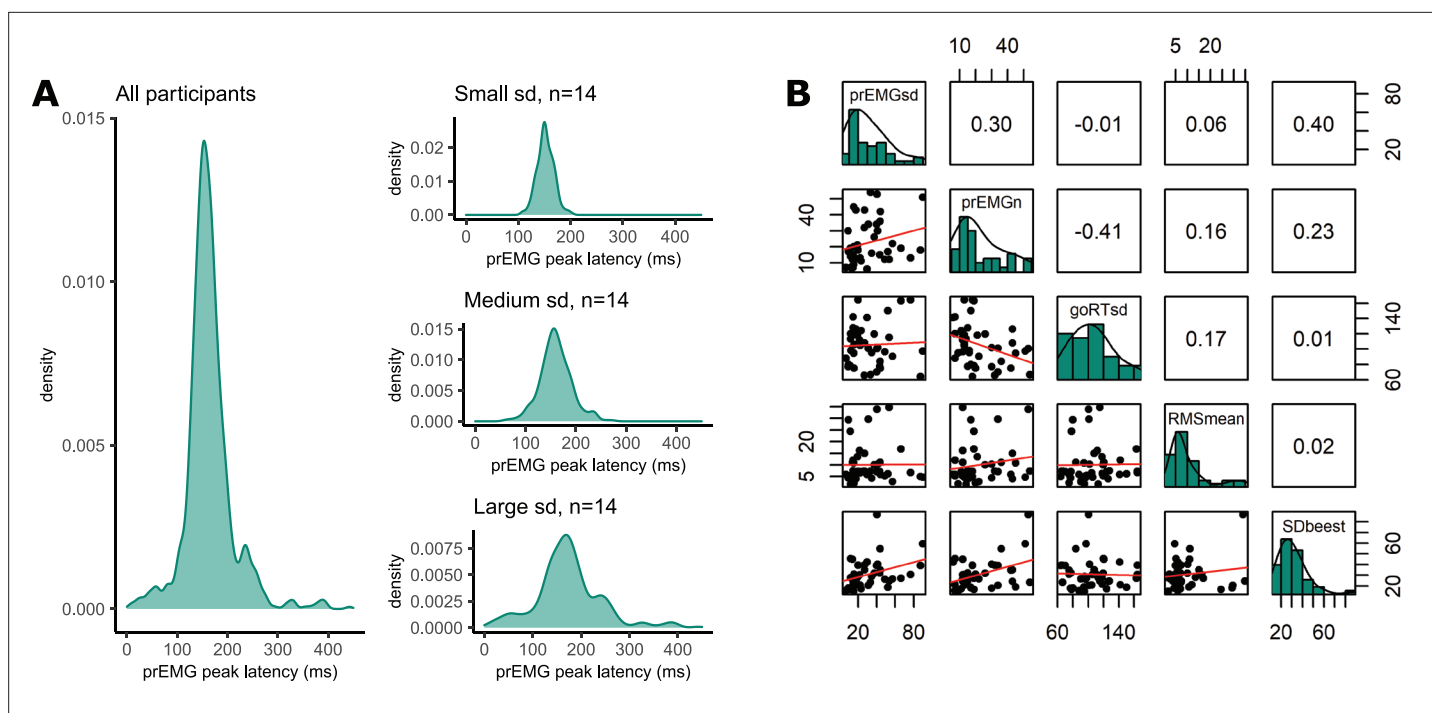 A
All participants
0.015
0.010
0.005
0.000
density
0 100 200 300 400
prEMG peak latency (ms)
Small sd, n=14
0.02
0.01
0.00
density
0 100 200 300 400
prEMG peak latency (ms)
Medium sd, n=14
0.015
0.010
0.005
0.000
density
0 100 200 300 400
prEMG peak latency (ms)
Large sd, n=14
0.0075
0.0050
0.0025
0.0000
density
0 100 200 300 400
prEMG peak latency (ms)
B
10 40 5 20
prEMGsd 0.30 -0.01 0.06 0.40
80
20
40
10
prEMGn -0.41 0.16 0.23
goRTsd 0.17 0.01
140
60
20
5
RMSmean 0.02
SDbeest
60
20
20 80 60 140 20 60